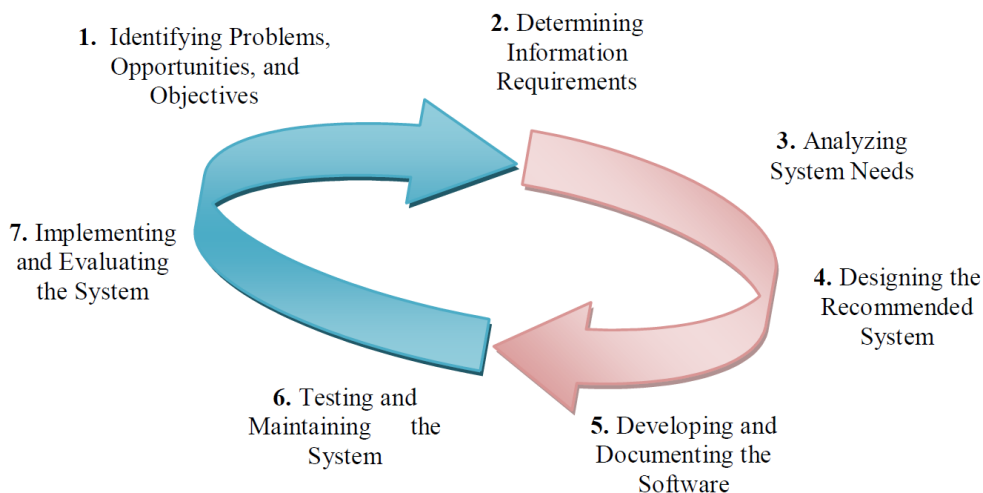 1. Identifying Problems,
Opportunities, and
Objectives
2. Determining
Information
Requirements
3. Analyzing
System Needs
4. Designing the
Recommended
System
5. Developing and
Documenting the
Software
6. Testing and
Maintaining the
System
7. Implementing
and Evaluating
the System